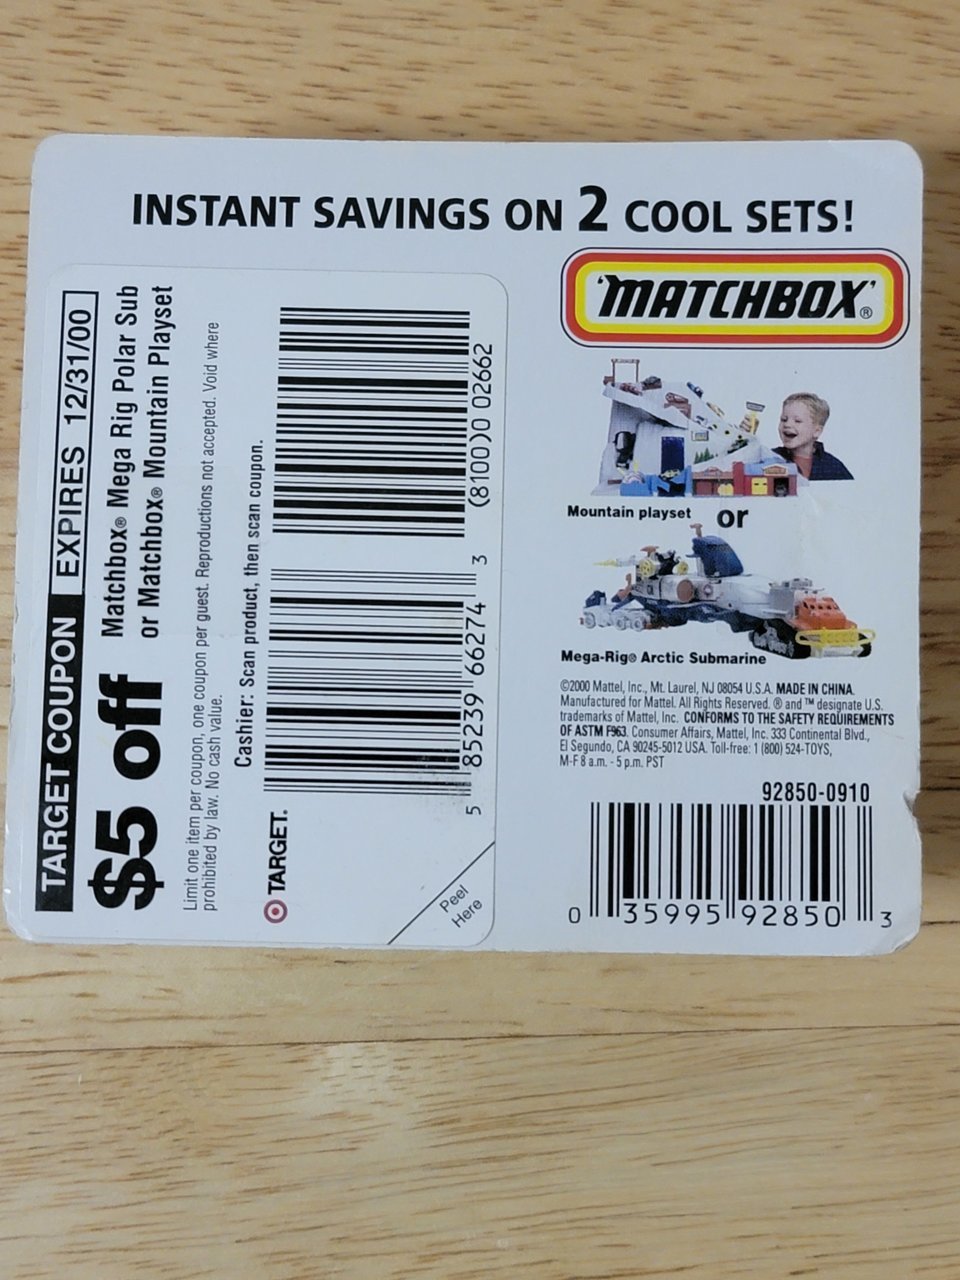 INSTANT SAVINGS ON 2 COOL SETS!
TARGET COUPON EXPIRES 12/31/00
$5 off
Matchbox® Mega Rig Polar Sub
or Matchbox® Mountain Playset
Limit one item per coupon, one coupon per guest. Reproductions not accepted. Void where
prohibited by law. No cash value.
Cashier: Scan product, then scan coupon.
5 85239 66274 3
(8100)0 02662
TARGET.
Peel
Here
'MATCHBOX'®
Mountain playset or
Mega-Rig® Arctic Submarine
©2000 Mattel, Inc., Mt. Laurel, NJ 08054 U.S.A. MADE IN CHINA.
Manufactured for Mattel. All Rights Reserved. ® and ™ designate U.S.
trademarks of Mattel, Inc. CONFORMS TO THE SAFETY REQUIREMENTS
OF ASTM F963. Consumer Affairs, Mattel, Inc. 333 Continental Blvd.,
El Segundo, CA 90245-5012 USA. Toll-free: 1 (800) 524-TOYS,
M-F 8 a.m. - 5 p.m. PST
92850-0910
0 35995 92850 3